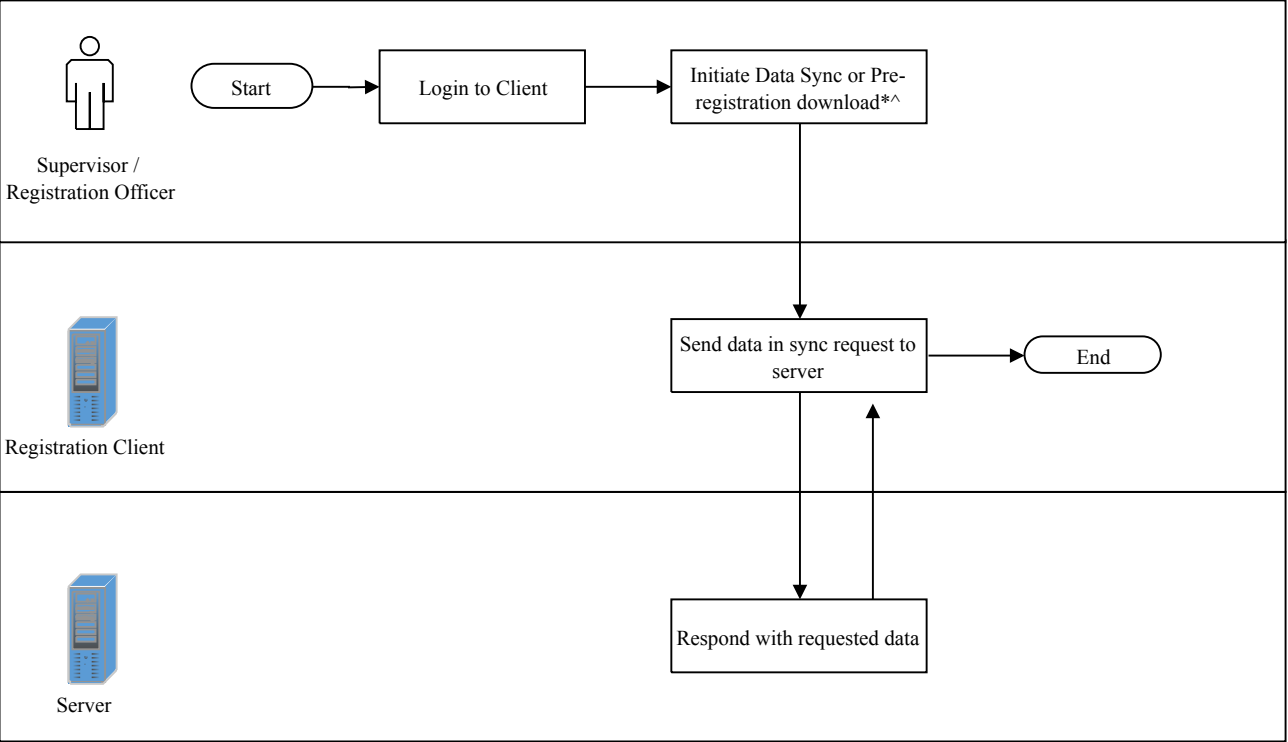 Start
Login to Client
Initiate Data Sync or Pre-
registration download*^
Supervisor /
Registration Officer
Send data in sync request to
server
End
Registration Client
Respond with requested data
Server